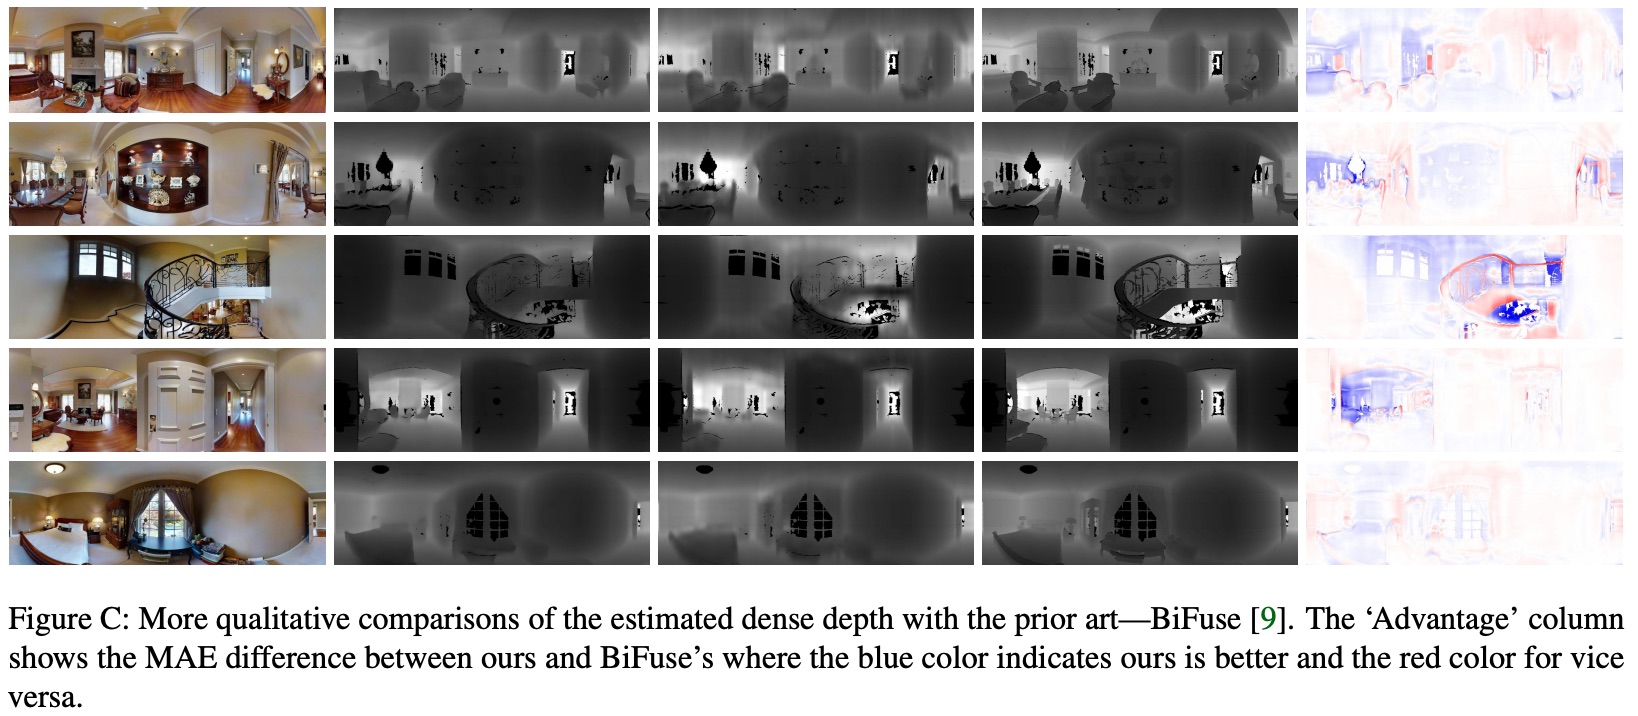 Figure C: More qualitative comparisons of the estimated dense depth with the prior art—BiFuse [9]. The ‘Advantage’ column
shows the MAE difference between ours and BiFuse’s where the blue color indicates ours is better and the red color for vice
versa.